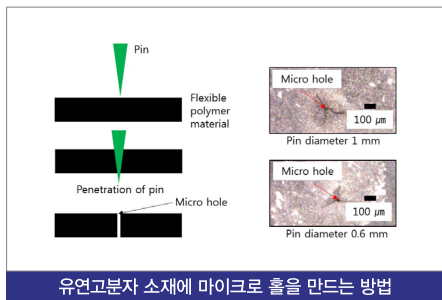 Pin
Flexible
polymer
material
Penetration of pin
Micro hole
Micro hole
100 μm
Pin diameter 1 mm
Micro hole
100 μm
Pin diameter 0.6 mm
유연고분자 소재에 마이크로 홀을 만드는 방법